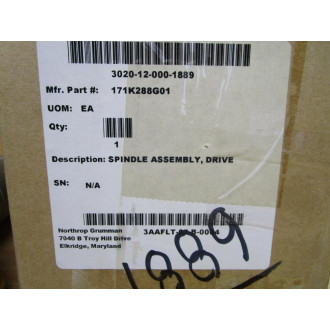 3020-12-000-1889
Mfr. Part #: 171K288G01
UOM: EA
Qty:
1
Description: SPINDLE ASSEMBLY, DRIVE
SN: N/A
Northrop Grumman
7040 B Troy Hill Drive
Elkridge, Maryland
1889